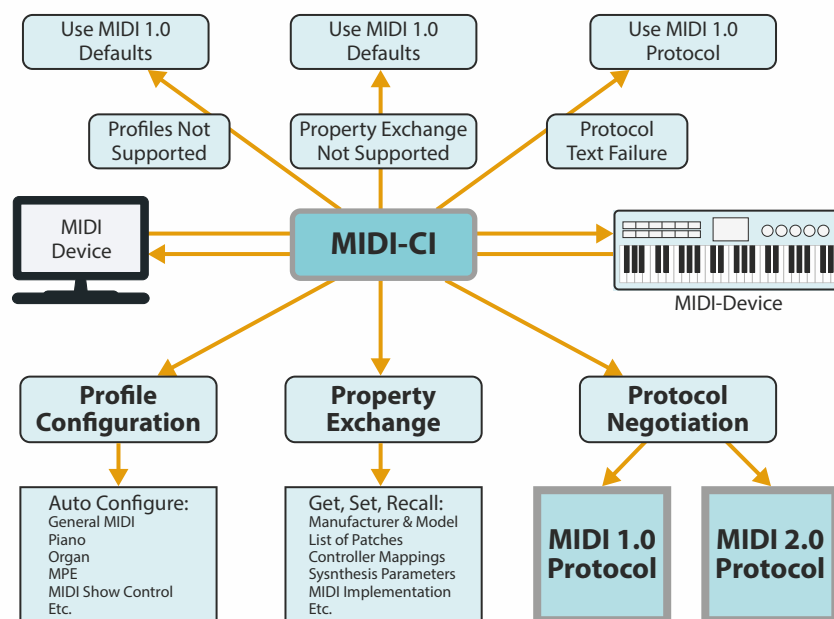 Use MIDI 1.0
Defaults
Use MIDI 1.0
Defaults
Use MIDI 1.0
Protocol
Profiles Not
Supported
Property Exchange
Not Supported
Protocol
Text Failure
MIDI
Device
MIDI-CI
MIDI-Device
Profile
Configuration
Property
Exchange
Protocol
Negotiation
Auto Configure:
General MIDI
Piano
Organ
MPE
MIDI Show Control
Etc.
Get, Set, Recall:
Manufacturer & Model
List of Patches
Controller Mappings
Sysnthesis Parameters
MIDI Implementation
Etc.
MIDI 1.0
Protocol
MIDI 2.0
Protocol